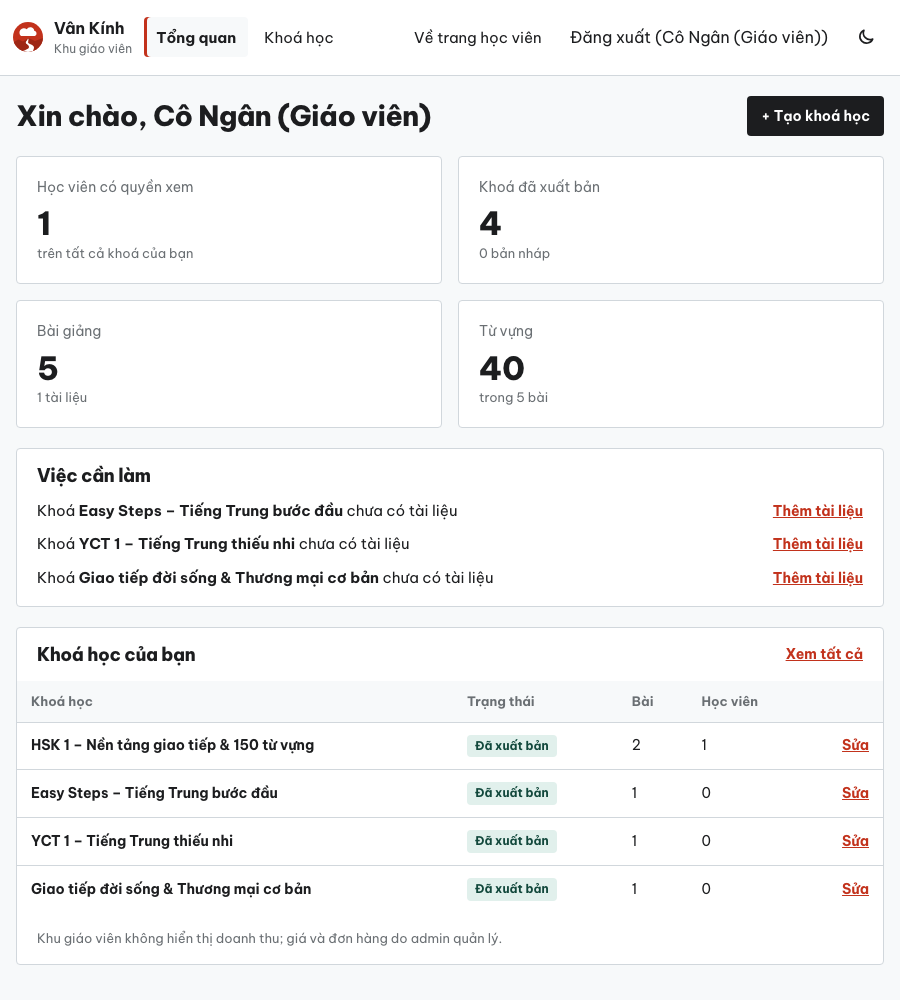 Vân Kính
Khu giáo viên
Tổng quan
Khoá học
Về trang học viên
Đăng xuất (Cô Ngân (Giáo viên))
Xin chào, Cô Ngân (Giáo viên)
+ Tạo khoá học
Học viên có quyền xem
1
trên tất cả khoá của bạn
Khoá đã xuất bản
4
0 bản nháp
Bài giảng
5
1 tài liệu
Từ vựng
40
trong 5 bài
Việc cần làm
Khoá Easy Steps – Tiếng Trung bước đầu chưa có tài liệu Thêm tài liệu
Khoá YCT 1 – Tiếng Trung thiếu nhi chưa có tài liệu Thêm tài liệu
Khoá Giao tiếp đời sống & Thương mại cơ bản chưa có tài liệu Thêm tài liệu
Khoá học của bạn Xem tất cả
Khoá học Trạng thái Bài Học viên
HSK 1 – Nền tảng giao tiếp & 150 từ vựng Đã xuất bản 2 1 Sửa
Easy Steps – Tiếng Trung bước đầu Đã xuất bản 1 0 Sửa
YCT 1 – Tiếng Trung thiếu nhi Đã xuất bản 1 0 Sửa
Giao tiếp đời sống & Thương mại cơ bản Đã xuất bản 1 0 Sửa
Khu giáo viên không hiển thị doanh thu; giá và đơn hàng do admin quản lý.